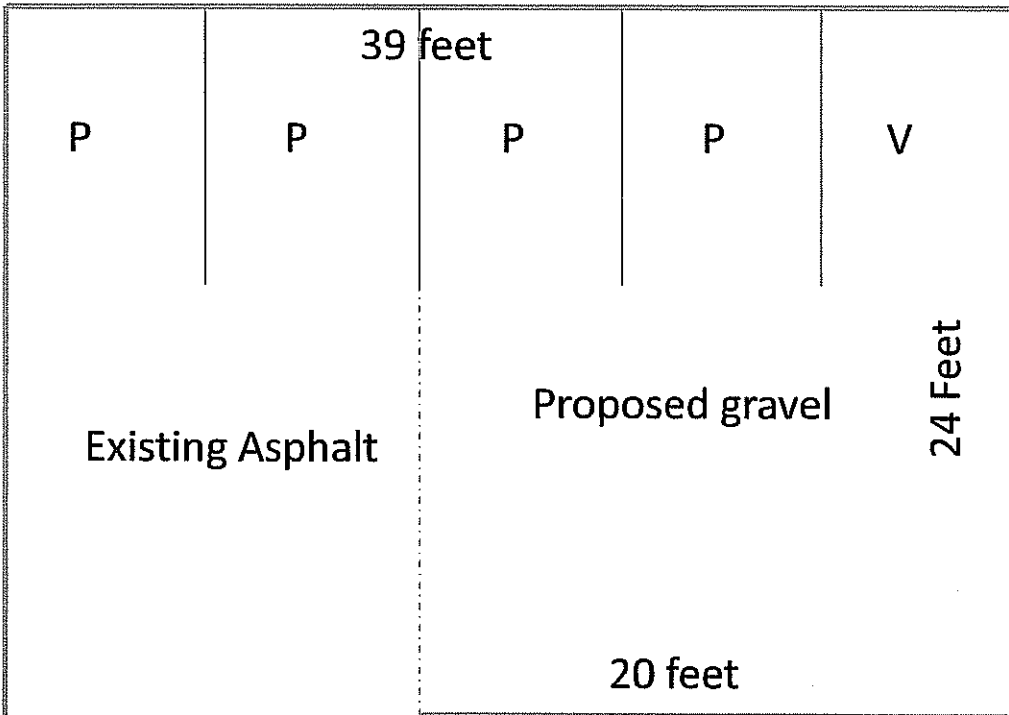 39 feet
P P P P V
24 Feet
Proposed gravel
Existing Asphalt
20 feet